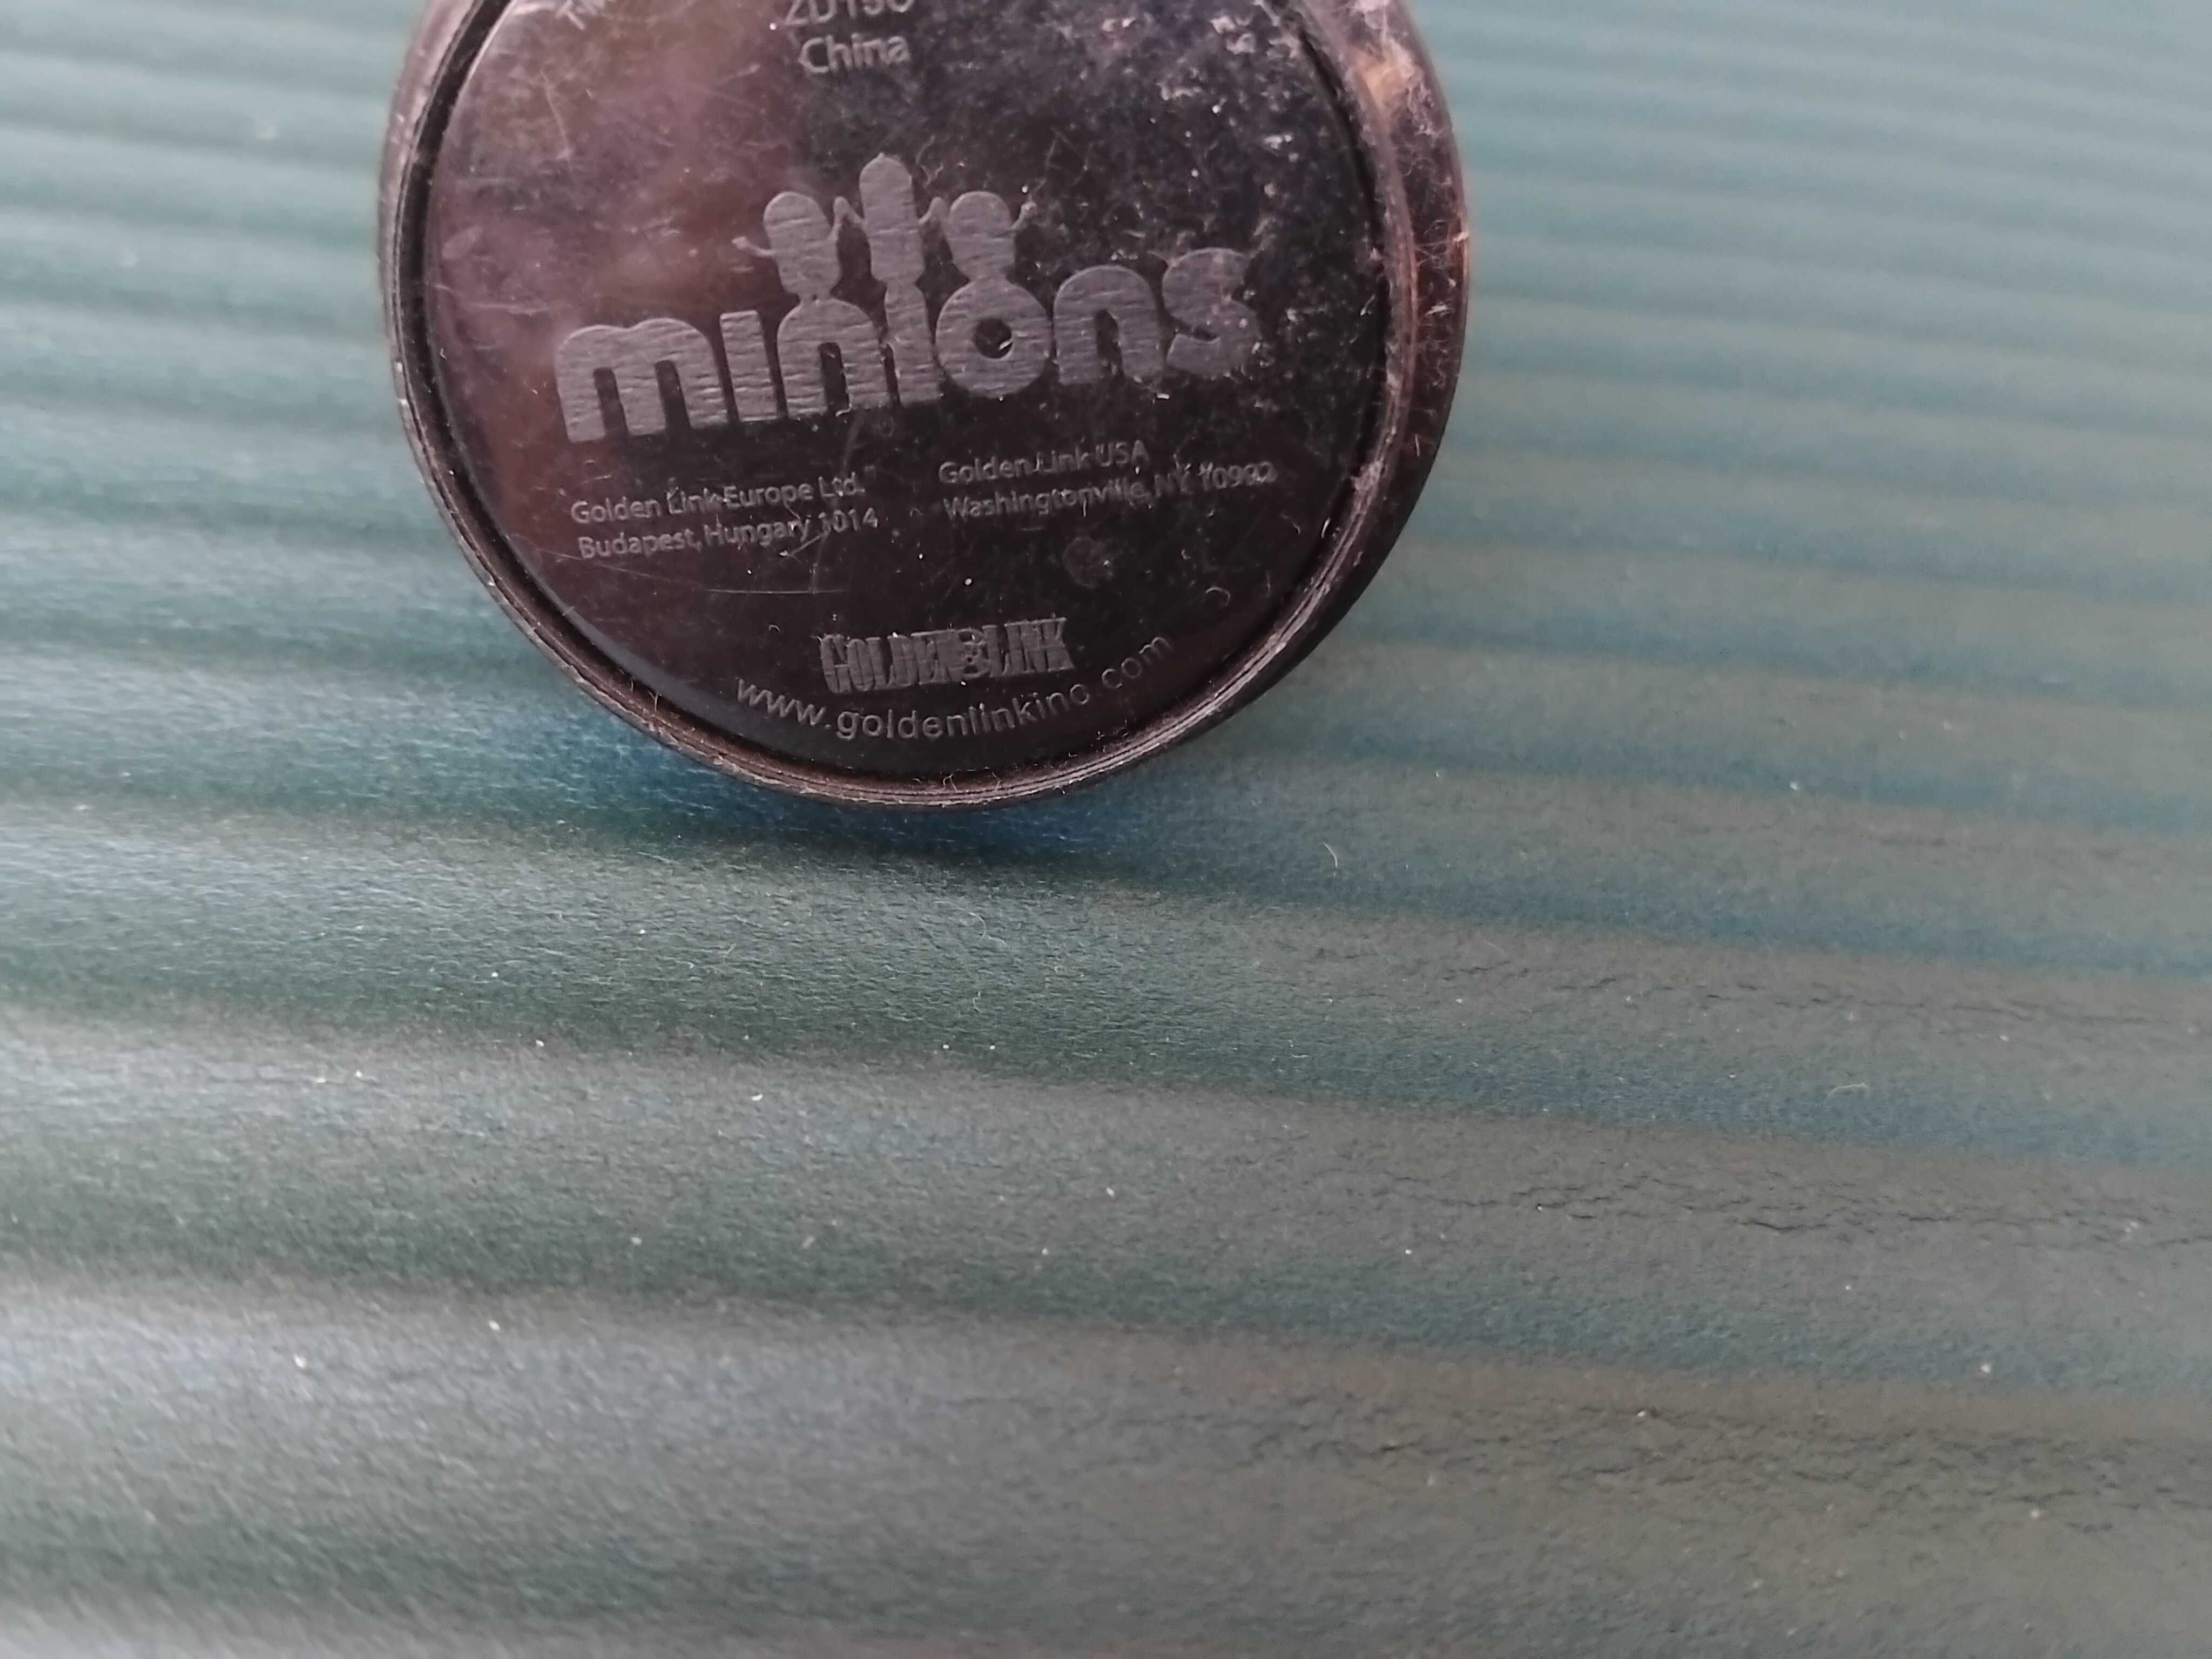 China
minions
Golden Link Europe Ltd.
Budapest, Hungary 1014
Golden Link USA
Washingtonville, NY 10992
GOLDEN LINK
www.goldenlinkinc.com